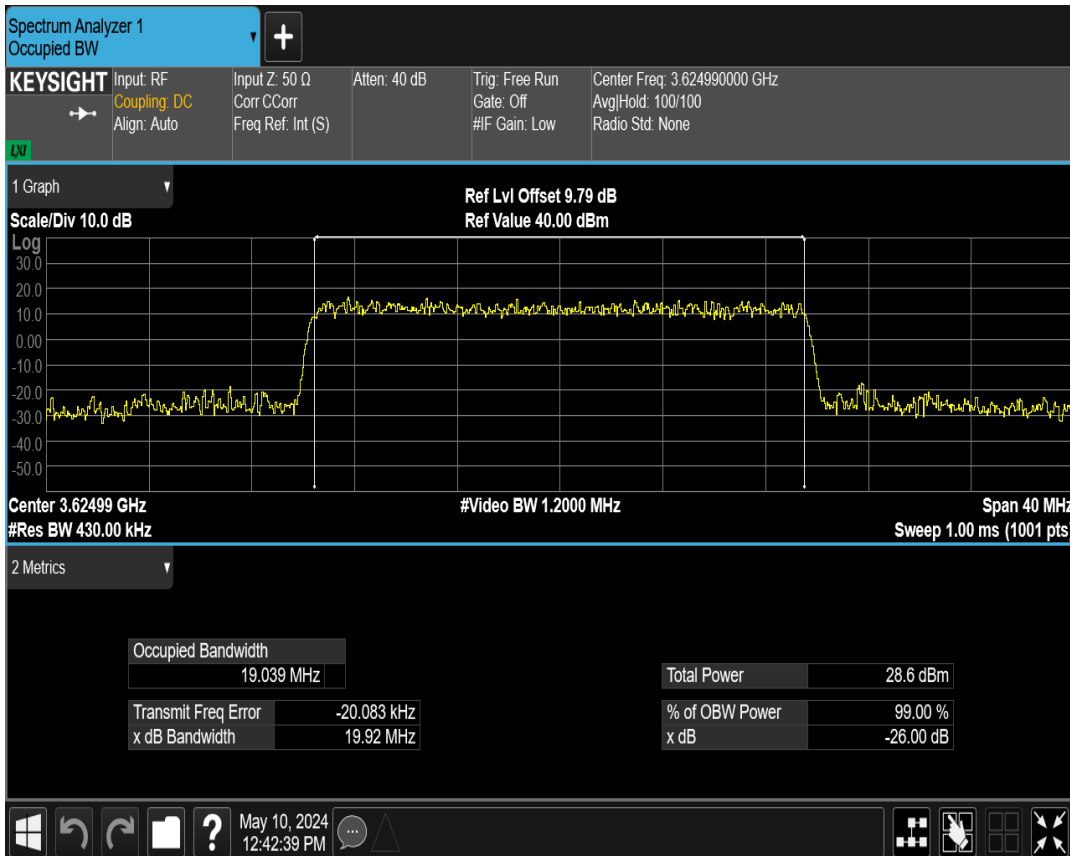 Spectrum Analyzer 1
Occupied BW
+
KEYSIGHT
LXI
Input: RF
Coupling: DC
Align: Auto
Input Z: 50 Ω
Corr CCorr
Freq Ref: Int (S)
Atten: 40 dB
Trig: Free Run
Gate: Off
#IF Gain: Low
Center Freq: 3.624990000 GHz
Avg|Hold: 100/100
Radio Std: None
1 Graph
Scale/Div 10.0 dB
Ref Lvl Offset 9.79 dB
Ref Value 40.00 dBm
Log
30.0
20.0
10.0
0.00
-10.0
-20.0
-30.0
-40.0
-50.0
Center 3.62499 GHz
#Video BW 1.2000 MHz
Span 40 MHz
#Res BW 430.00 kHz
Sweep 1.00 ms (1001 pts)
2 Metrics
Occupied Bandwidth
19.039 MHz
Transmit Freq Error -20.083 kHz
x dB Bandwidth 19.92 MHz
Total Power 28.6 dBm
% of OBW Power 99.00 %
x dB -26.00 dB
?
May 10, 2024
12:42:39 PM